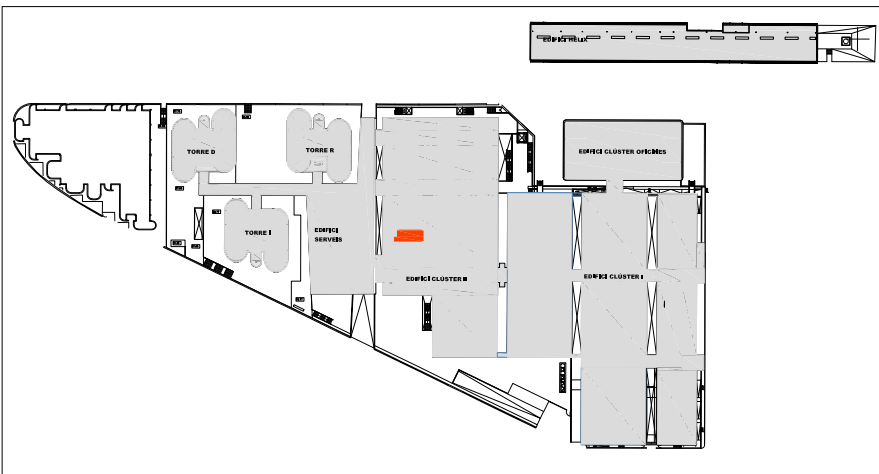 EDIFICI HELIX
TORRE D
TORRE R
EDIFICI CLÚSTER OFICINES
TORRE I
EDIFICI
SERVEIS
EDIFICI CLÚSTER II
EDIFICI CLÚSTER I